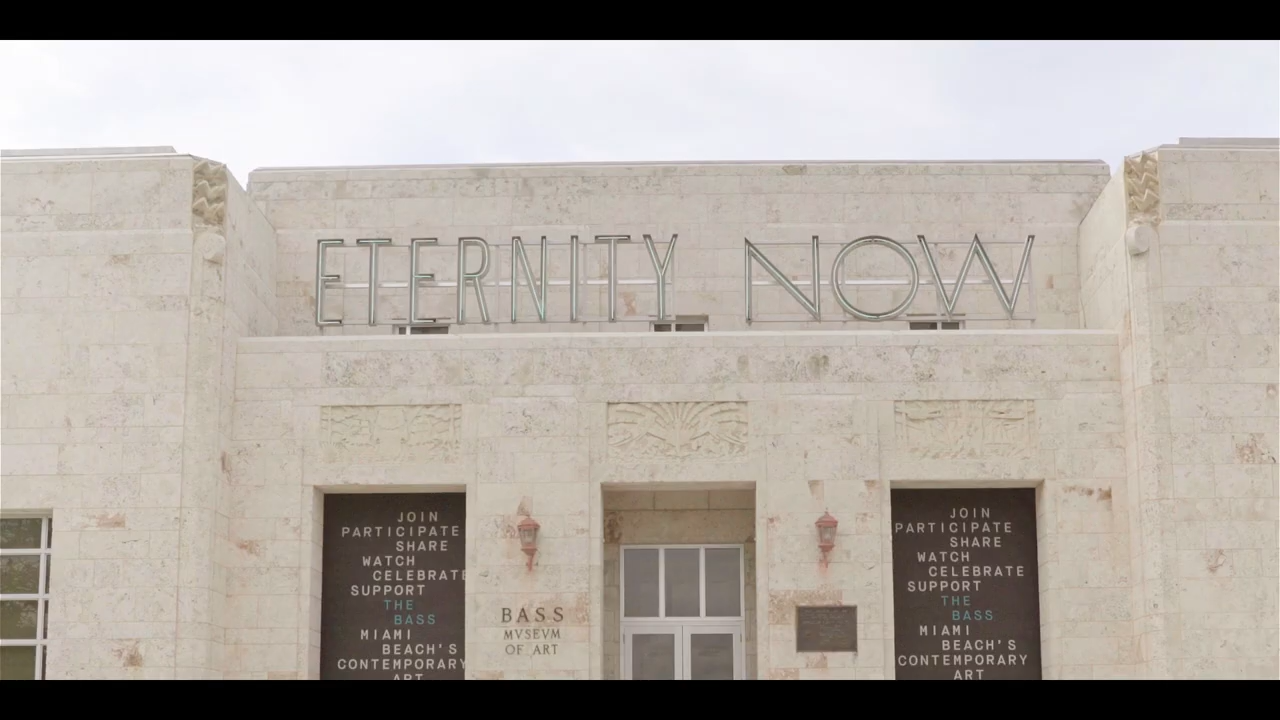 ETERNITY NOW
JOIN
PARTICIPATE
SHARE
WATCH
CELEBRATE
SUPPORT
THE
BASS
MIAMI
BEACH'S
CONTEMPORARY
ART
BASS
MVSEVM
OF ART
JOIN
PARTICIPATE
SHARE
WATCH
CELEBRATE
SUPPORT
THE
BASS
MIAMI
BEACH'S
CONTEMPORARY
ART